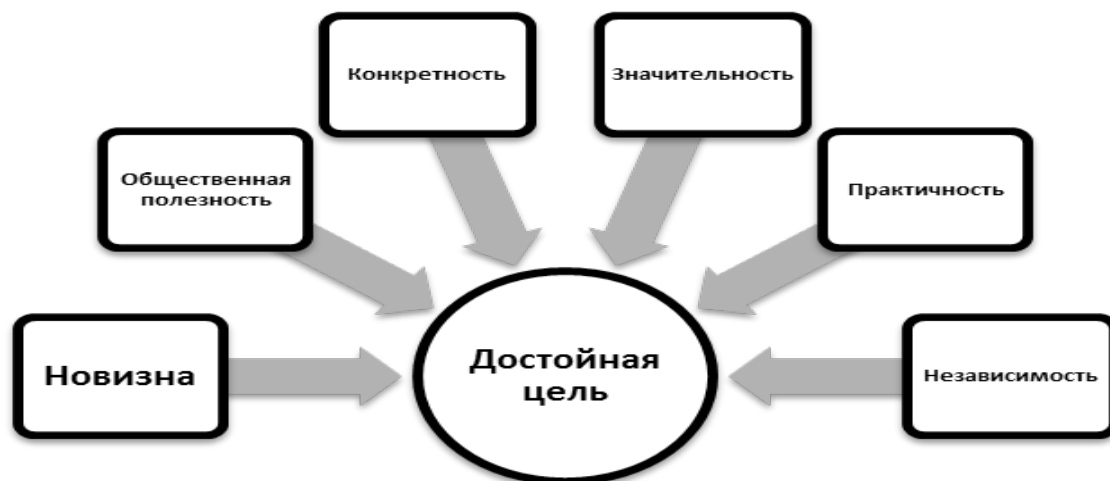 Конкретность
Значительность
Общественная
полезность
Практичность
Новизна
Достойная
цель
Независимость